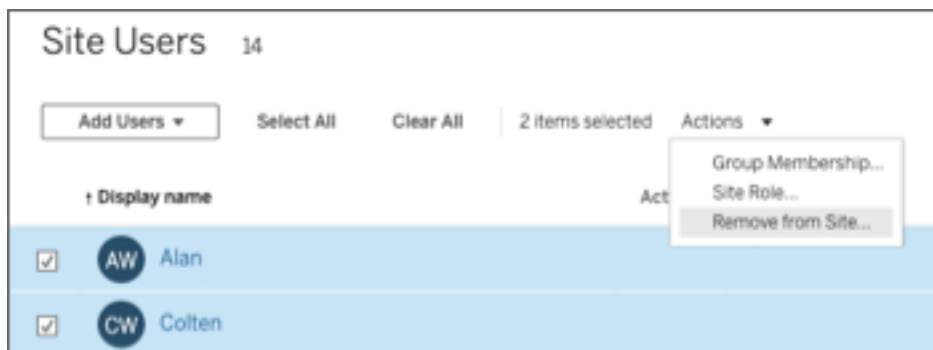 Site Users 14
Add Users Select All Clear All 2 items selected Actions
Group Membership...
Site Role...
Remove from Site...
↑ Display name Act
AW Alan
CW Colten